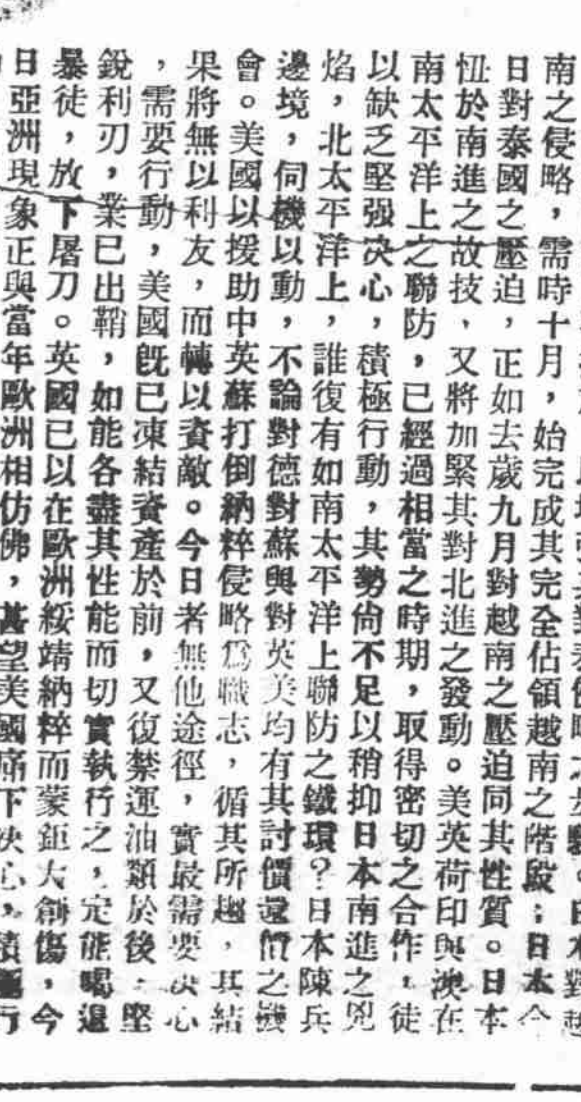 南之侵略，需時十月，始完成其完全佔領越南之階段；日本今
日對泰國之壓迫，正如去歲九月對越南之壓迫同其性質。日本
忸於南進之故技，又將加緊其對北進之發動。美英荷印與澳在
南太平洋上之聯防，已經過相當之時期，取得密切之合作，徒
以缺乏堅强决心，積極行動，其勢尙不足以稍抑日本南進之兇
焰，北太平洋上，誰復有如南太平洋上聯防之鐵環？日本陳兵
邊境，伺機以動，不論對德對蘇與對英美均有其討價還價之機
會。美國以援助中英蘇打倒納粹侵略爲職志，循其所趨，其結
果將無以利友，而轉以資敵。今日者無他途徑，實最需要决心
，需要行動，美國旣已凍結資產於前，又復禁運油類於後，堅
銳利刃，業已出鞘，如能各盡其性能而切實執行之，定能喝退
暴徒，放下屠刀。英國已以在歐洲綏靖納粹而蒙鉅大創傷，今
日亞洲現象正與當年歐洲相仿佛，甚望美國痛下决心，積極行